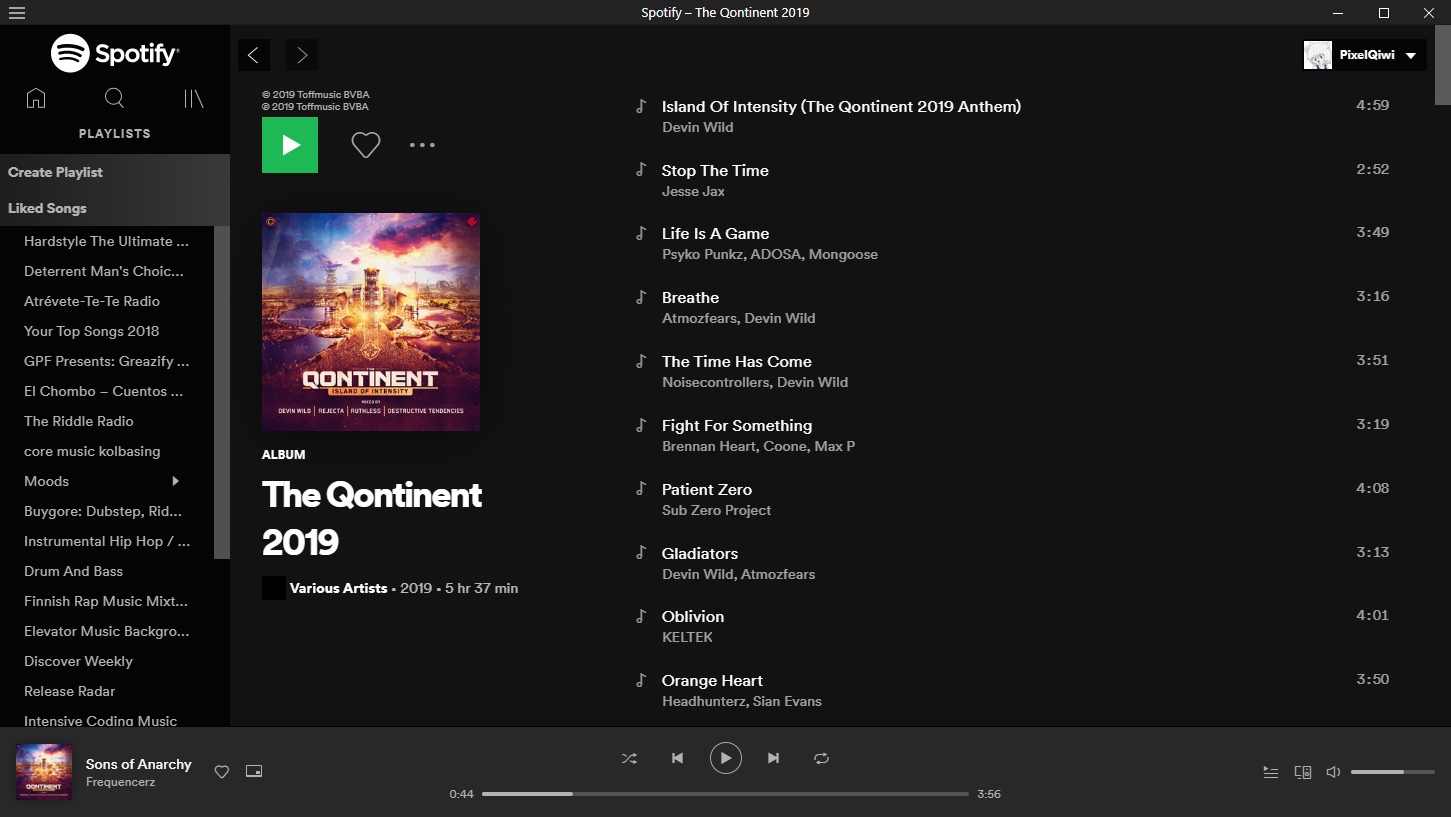 Spotify – The Qontinent 2019
Spotify
PLAYLISTS
Create Playlist
Liked Songs
Hardstyle The Ultimate ...
Deterrent Man's Choic...
Atrévete-Te-Te Radio
Your Top Songs 2018
GPF Presents: Greazify ...
El Chombo – Cuentos ...
The Riddle Radio
core music kolbasing
Moods
Buygore: Dubstep, Rid...
Instrumental Hip Hop / ...
Drum And Bass
Finnish Rap Music Mixt...
Elevator Music Backgro...
Discover Weekly
Release Radar
Intensive Coding Music
PixelQiwi
© 2019 Toffmusic BVBA
℗ 2019 Toffmusic BVBA
THE
QONTINENT
ISLAND OF INTENSITY
MIXED BY
DEVIN WILD | REJECTA | RUTHLESS | DESTRUCTIVE TENDENCIES
ALBUM
The Qontinent
2019
Various Artists • 2019 • 5 hr 37 min
Island Of Intensity (The Qontinent 2019 Anthem) 4:59
Devin Wild
Stop The Time 2:52
Jesse Jax
Life Is A Game 3:49
Psyko Punkz, ADOSA, Mongoose
Breathe 3:16
Atmozfears, Devin Wild
The Time Has Come 3:51
Noisecontrollers, Devin Wild
Fight For Something 3:19
Brennan Heart, Coone, Max P
Patient Zero 4:08
Sub Zero Project
Gladiators 3:13
Devin Wild, Atmozfears
Oblivion 4:01
KELTEK
Orange Heart 3:50
Headhunterz, Sian Evans
QONTINENT
Sons of Anarchy
Frequencerz
0:44 3:56